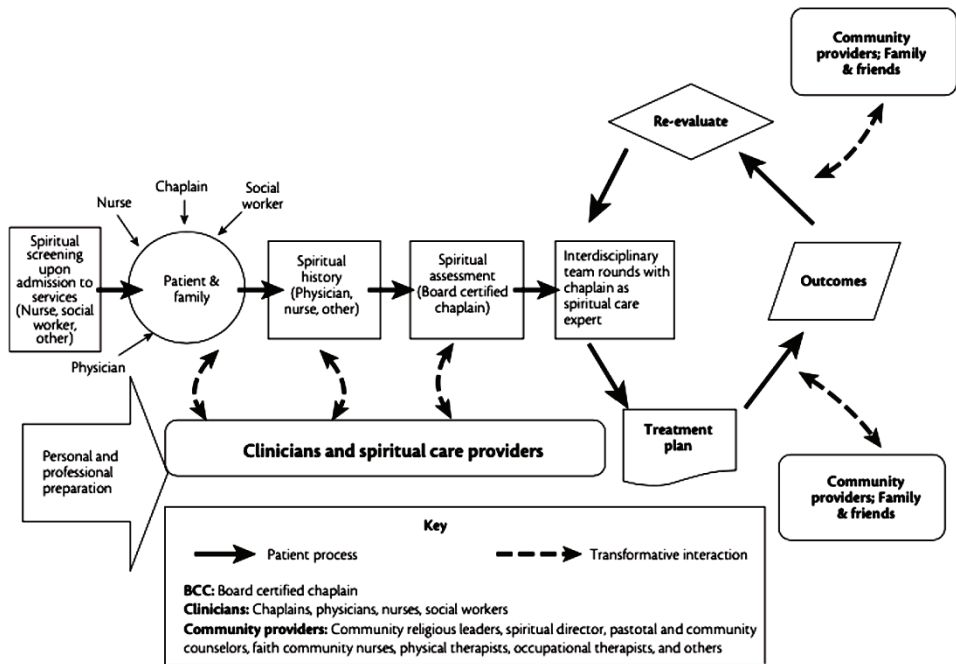 Community
providers; Family
& friends
Re-evaluate
Chaplain
Social
worker
Nurse
Spiritual
screening
upon
admission to
services
(Nurse, social
worker,
other)
Patient &
family
Spiritual
history
(Physician,
nurse, other)
Spiritual
assessment
(Board certified
chaplain)
Interdisciplinary
team rounds with
chaplain as
spiritual care
expert
Outcomes
Physician
Personal and
professional
preparation
Clinicians and spiritual care providers
Treatment
plan
Community
providers; Family
& friends
Key
Patient process
Transformative interaction
BCC: Board certified chaplain
Clinicians: Chaplains, physicians, nurses, social workers
Community providers: Community religious leaders, spiritual director, pastotal and community
counselors, faith community nurses, physical therapists, occupational therapists, and others